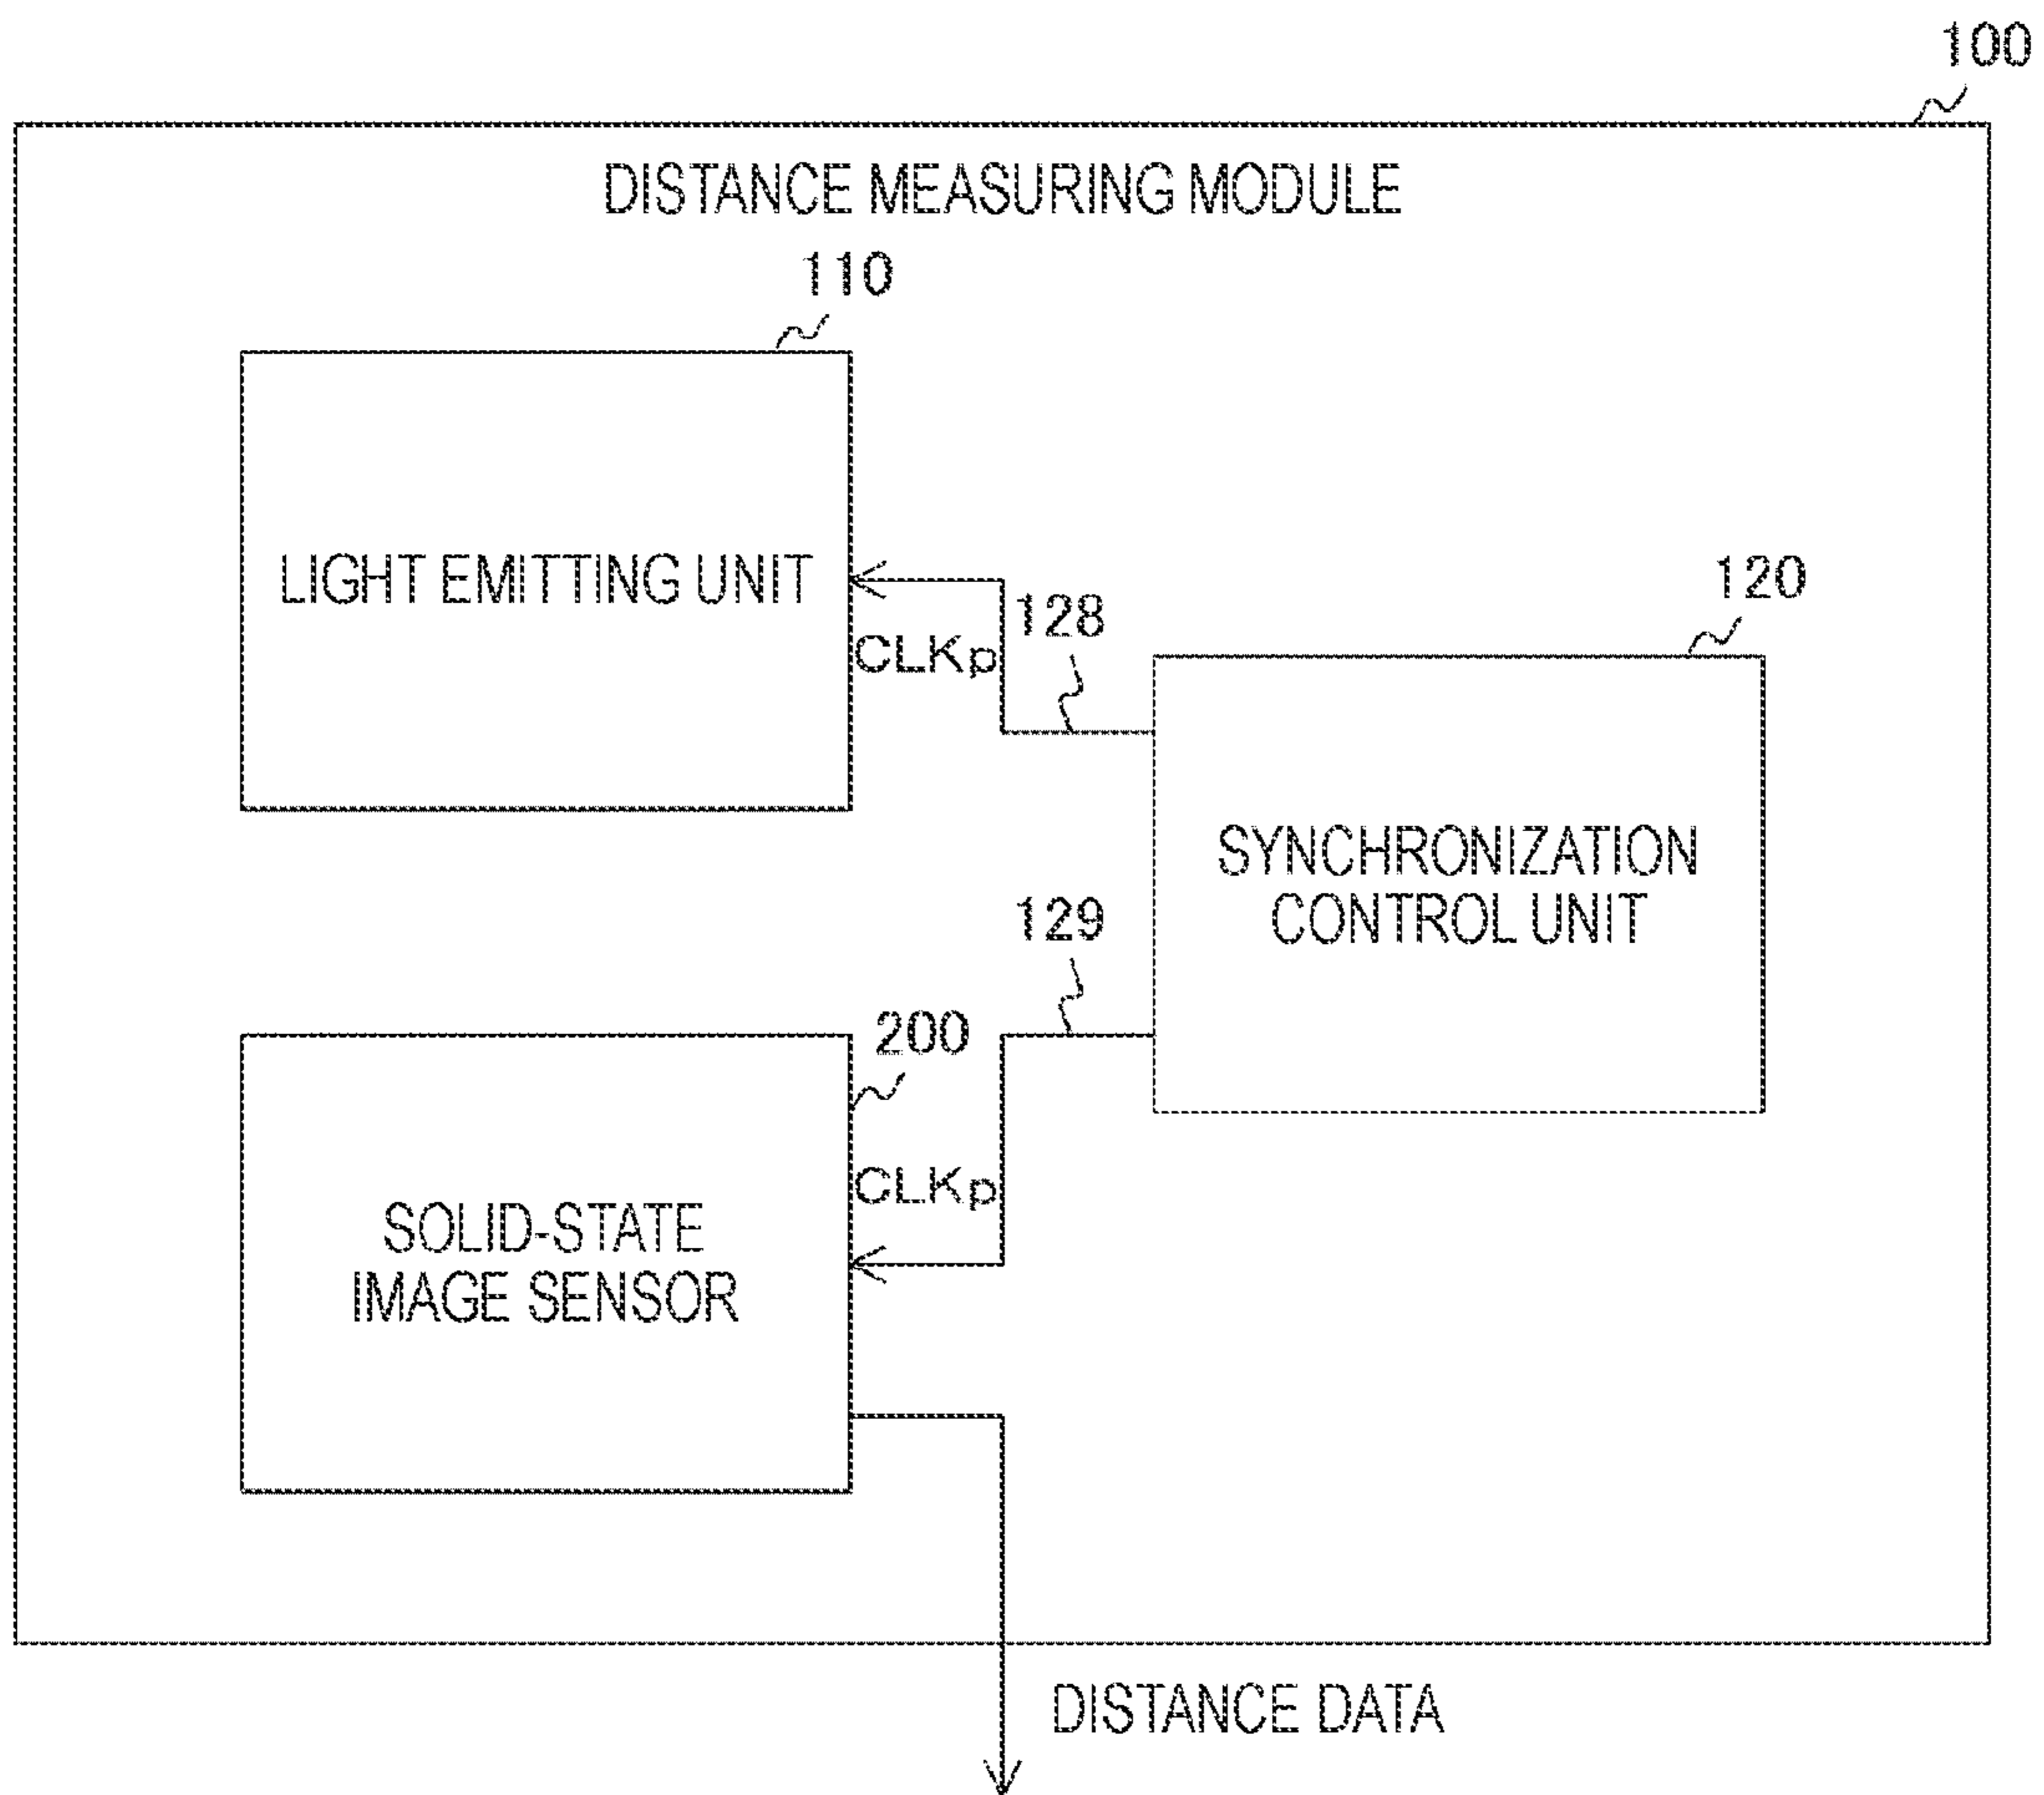 100
DISTANCE MEASURING MODULE
110
LIGHT EMITTING UNIT
CLKp
128
120
SYNCHRONIZATION
CONTROL UNIT
129
200
CLKp
SOLID-STATE
IMAGE SENSOR
DISTANCE DATA